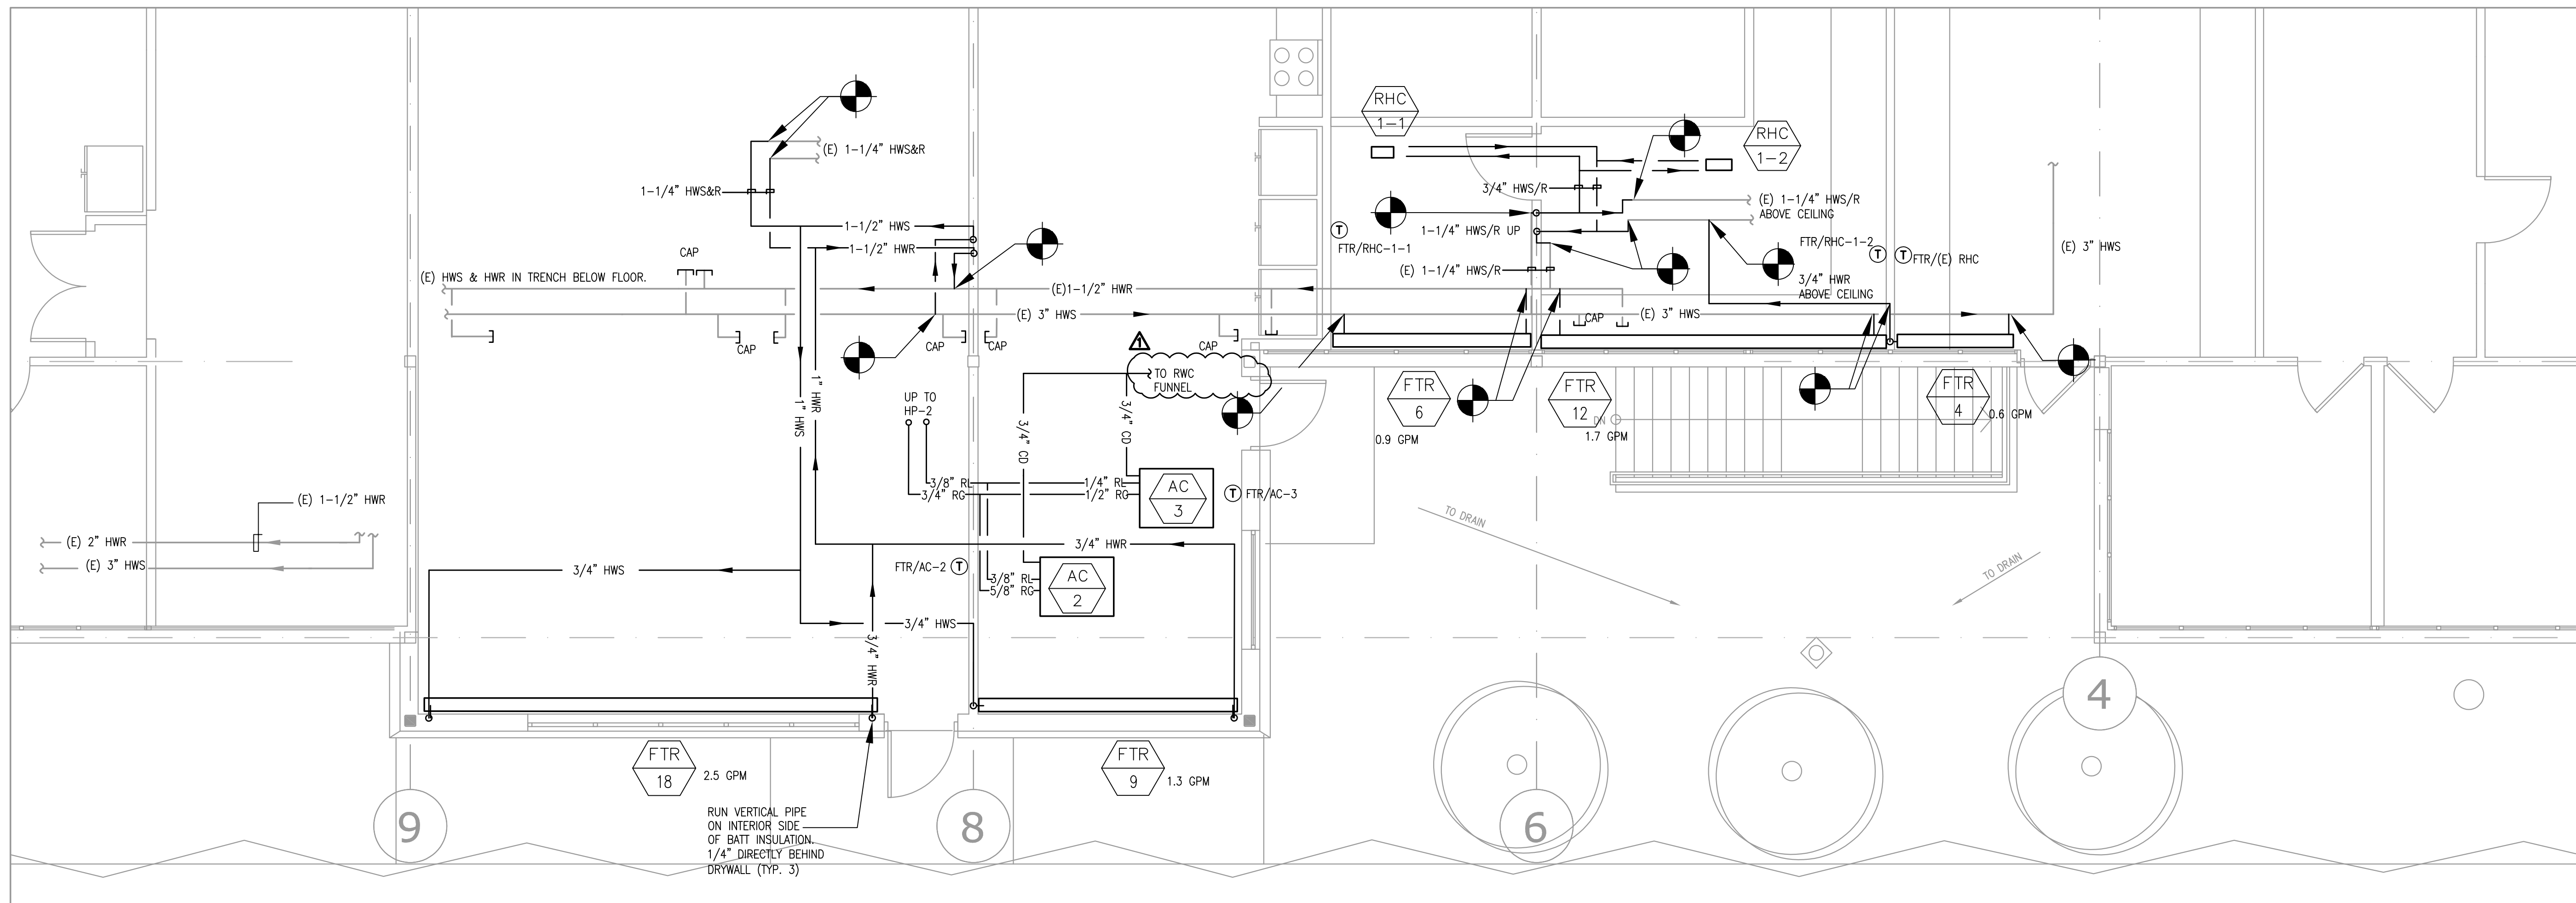 RHC
1-1
RHC
1-2
(E) 1-1/4" HWS&R
1-1/4" HWS&R
3/4" HWS/R
(E) 1-1/4" HWS/R
ABOVE CEILING
1-1/2" HWS
1-1/2" HWR
CAP
T
FTR/RHC-1-1
1-1/4" HWS/R UP
FTR/RHC-1-2
T
T
FTR/(E) RHC
(E) 3" HWS
(E) HWS & HWR IN TRENCH BELOW FLOOR.
(E) 1-1/4" HWS/R
3/4" HWR
ABOVE CEILING
(E)1-1/2" HWR
(E) 3" HWS
CAP
(E) 3" HWS
CAP
CAP
CAP
CAP
1
TO RWC
FUNNEL
1" HWR
1" HWS
UP TO
HP-2
3/4" CD
3/4" CD
FTR
6
0.9 GPM
FTR
12
1.7 GPM
DN
FTR
4
0.6 GPM
3/8" RL
3/4" RG
1/4" RL
1/2" RG
AC
3
T
FTR/AC-3
(E) 1-1/2" HWR
(E) 2" HWR
(E) 3" HWS
TO DRAIN
TO DRAIN
3/4" HWR
3/4" HWS
FTR/AC-2
T
3/8" RL
5/8" RG
AC
2
3/4" HWS
3/4" HWR
FTR
18
2.5 GPM
FTR
9
1.3 GPM
RUN VERTICAL PIPE
ON INTERIOR SIDE
OF BATT INSULATION.
1/4" DIRECTLY BEHIND
DRYWALL (TYP. 3)
9
8
6
4